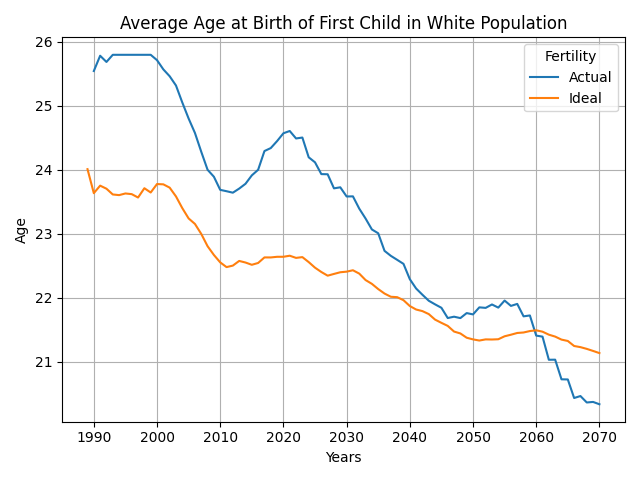 Average Age at Birth of First Child in White Population
Fertility
Actual
Ideal
Age
26
25
24
23
22
21
1990 2000 2010 2020 2030 2040 2050 2060 2070
Years